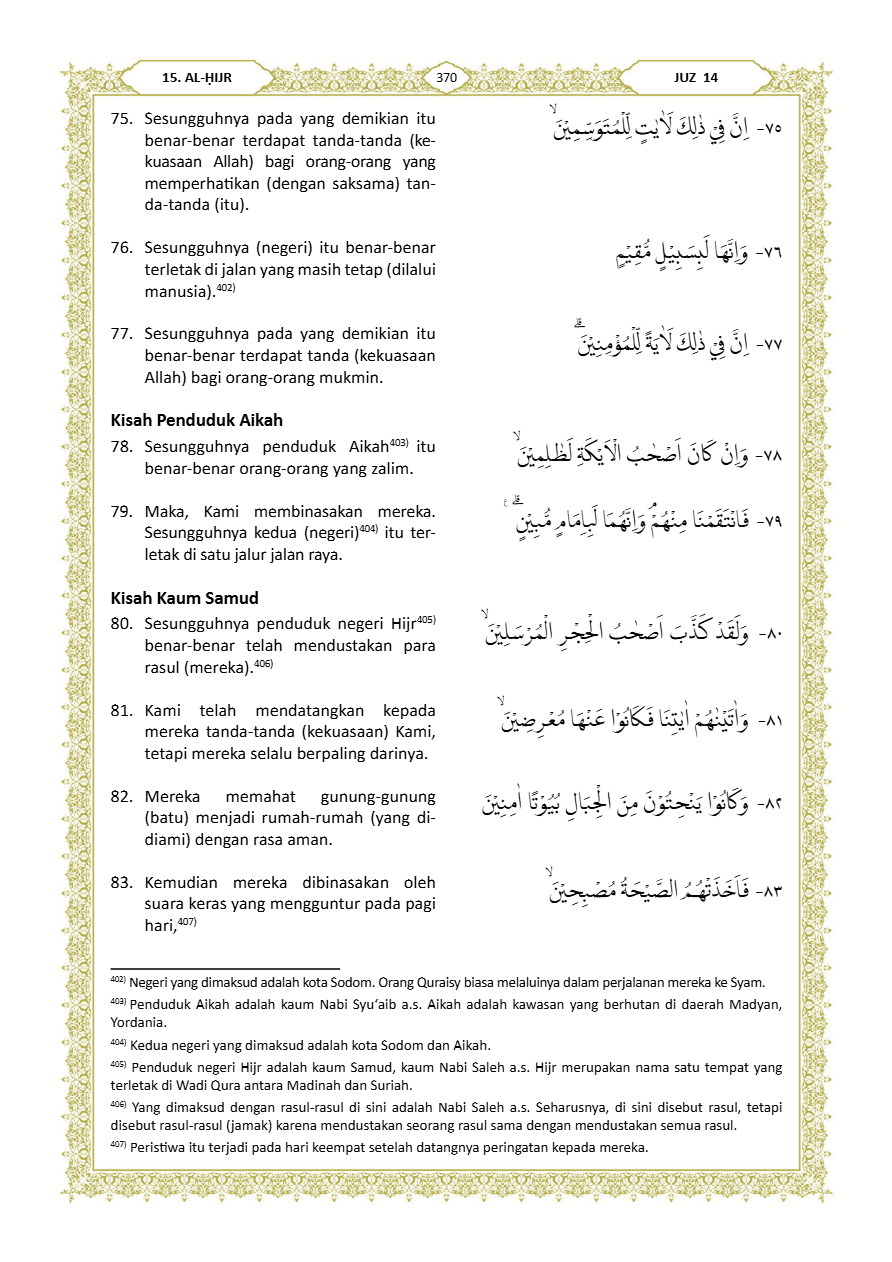 15. AL-ḤIJR
370
JUZ 14
75. Sesungguhnya pada yang demikian itu
benar-benar terdapat tanda-tanda (ke-
kuasaan Allah) bagi orang-orang yang
memperhatikan (dengan saksama) tan-
da-tanda (itu).
٧٥- اِنَّ فِيْ ذٰلِكَ لَاٰيٰتٍ لِّلْمُتَوَسِّمِيْنَۙ
76. Sesungguhnya (negeri) itu benar-benar
terletak di jalan yang masih tetap (dilalui
manusia).⁴⁰²⁾
٧٦- وَاِنَّهَا لَبِسَبِيْلٍ مُّقِيْمٍ
77. Sesungguhnya pada yang demikian itu
benar-benar terdapat tanda (kekuasaan
Allah) bagi orang-orang mukmin.
٧٧- اِنَّ فِيْ ذٰلِكَ لَاٰيَةً لِّلْمُؤْمِنِيْنَۗ
Kisah Penduduk Aikah
78. Sesungguhnya penduduk Aikah⁴⁰³⁾ itu
benar-benar orang-orang yang zalim.
٧٨- وَاِنْ كَانَ اَصْحٰبُ الْاَيْكَةِ لَظٰلِمِيْنَۙ
79. Maka, Kami membinasakan mereka.
Sesungguhnya kedua (negeri)⁴⁰⁴⁾ itu ter-
letak di satu jalur jalan raya.
٧٩- فَانْتَقَمْنَا مِنْهُمْۘ وَاِنَّهُمَا لَبِاِمَامٍ مُّبِيْنٍۗ ࣖ
Kisah Kaum Samud
80. Sesungguhnya penduduk negeri Hijr⁴⁰⁵⁾
benar-benar telah mendustakan para
rasul (mereka).⁴⁰⁶⁾
٨٠- وَلَقَدْ كَذَّبَ اَصْحٰبُ الْحِجْرِ الْمُرْسَلِيْنَۙ
81. Kami telah mendatangkan kepada
mereka tanda-tanda (kekuasaan) Kami,
tetapi mereka selalu berpaling darinya.
٨١- وَاٰتَيْنٰهُمْ اٰيٰتِنَا فَكَانُوْا عَنْهَا مُعْرِضِيْنَۙ
82. Mereka memahat gunung-gunung
(batu) menjadi rumah-rumah (yang di-
diami) dengan rasa aman.
٨٢- وَكَانُوْا يَنْحِتُوْنَ مِنَ الْجِبَالِ بُيُوْتًا اٰمِنِيْنَ
83. Kemudian mereka dibinasakan oleh
suara keras yang mengguntur pada pagi
hari,⁴⁰⁷⁾
٨٣- فَاَخَذَتْهُمُ الصَّيْحَةُ مُصْبِحِيْنَۙ
⁴⁰²⁾ Negeri yang dimaksud adalah kota Sodom. Orang Quraisy biasa melaluinya dalam perjalanan mereka ke Syam.
⁴⁰³⁾ Penduduk Aikah adalah kaum Nabi Syu‘aib a.s. Aikah adalah kawasan yang berhutan di daerah Madyan,
Yordania.
⁴⁰⁴⁾ Kedua negeri yang dimaksud adalah kota Sodom dan Aikah.
⁴⁰⁵⁾ Penduduk negeri Hijr adalah kaum Samud, kaum Nabi Saleh a.s. Hijr merupakan nama satu tempat yang
terletak di Wadi Qura antara Madinah dan Suriah.
⁴⁰⁶⁾ Yang dimaksud dengan rasul-rasul di sini adalah Nabi Saleh a.s. Seharusnya, di sini disebut rasul, tetapi
disebut rasul-rasul (jamak) karena mendustakan seorang rasul sama dengan mendustakan semua rasul.
⁴⁰⁷⁾ Peristiwa itu terjadi pada hari keempat setelah datangnya peringatan kepada mereka.